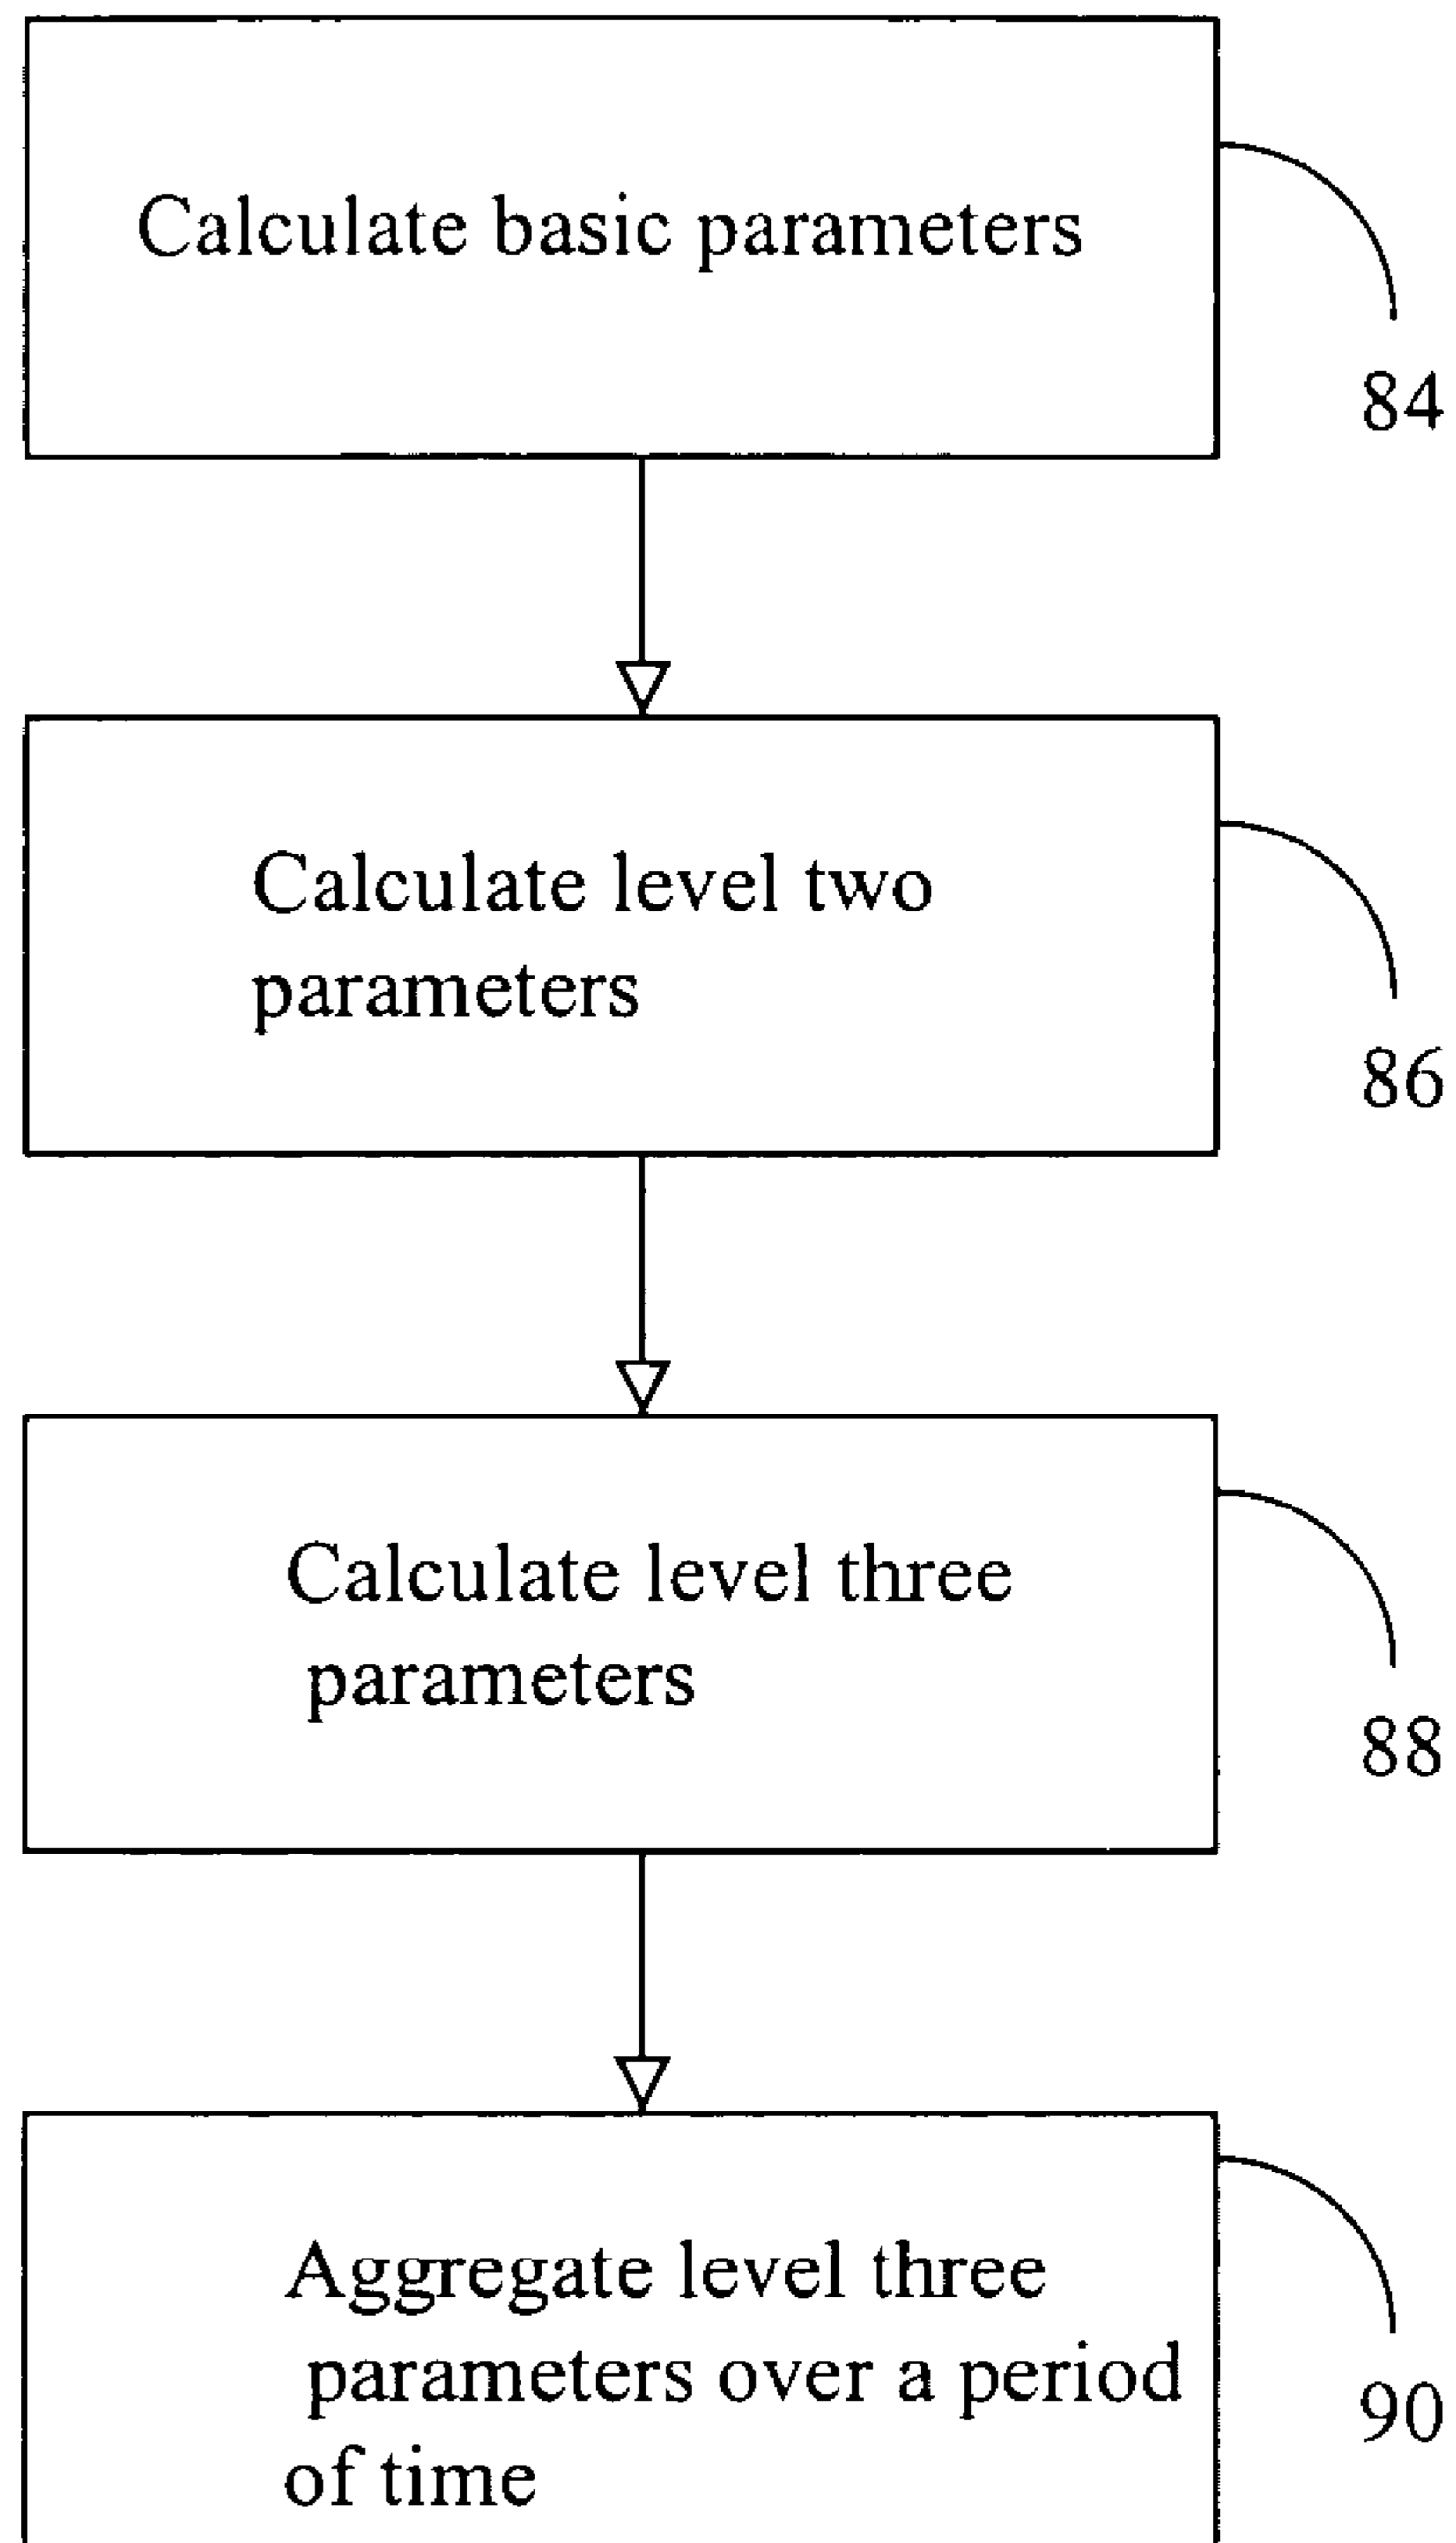 Calculate basic parameters
84
Calculate level two
parameters
86
Calculate level three
parameters
88
Aggregate level three
parameters over a period
of time
90